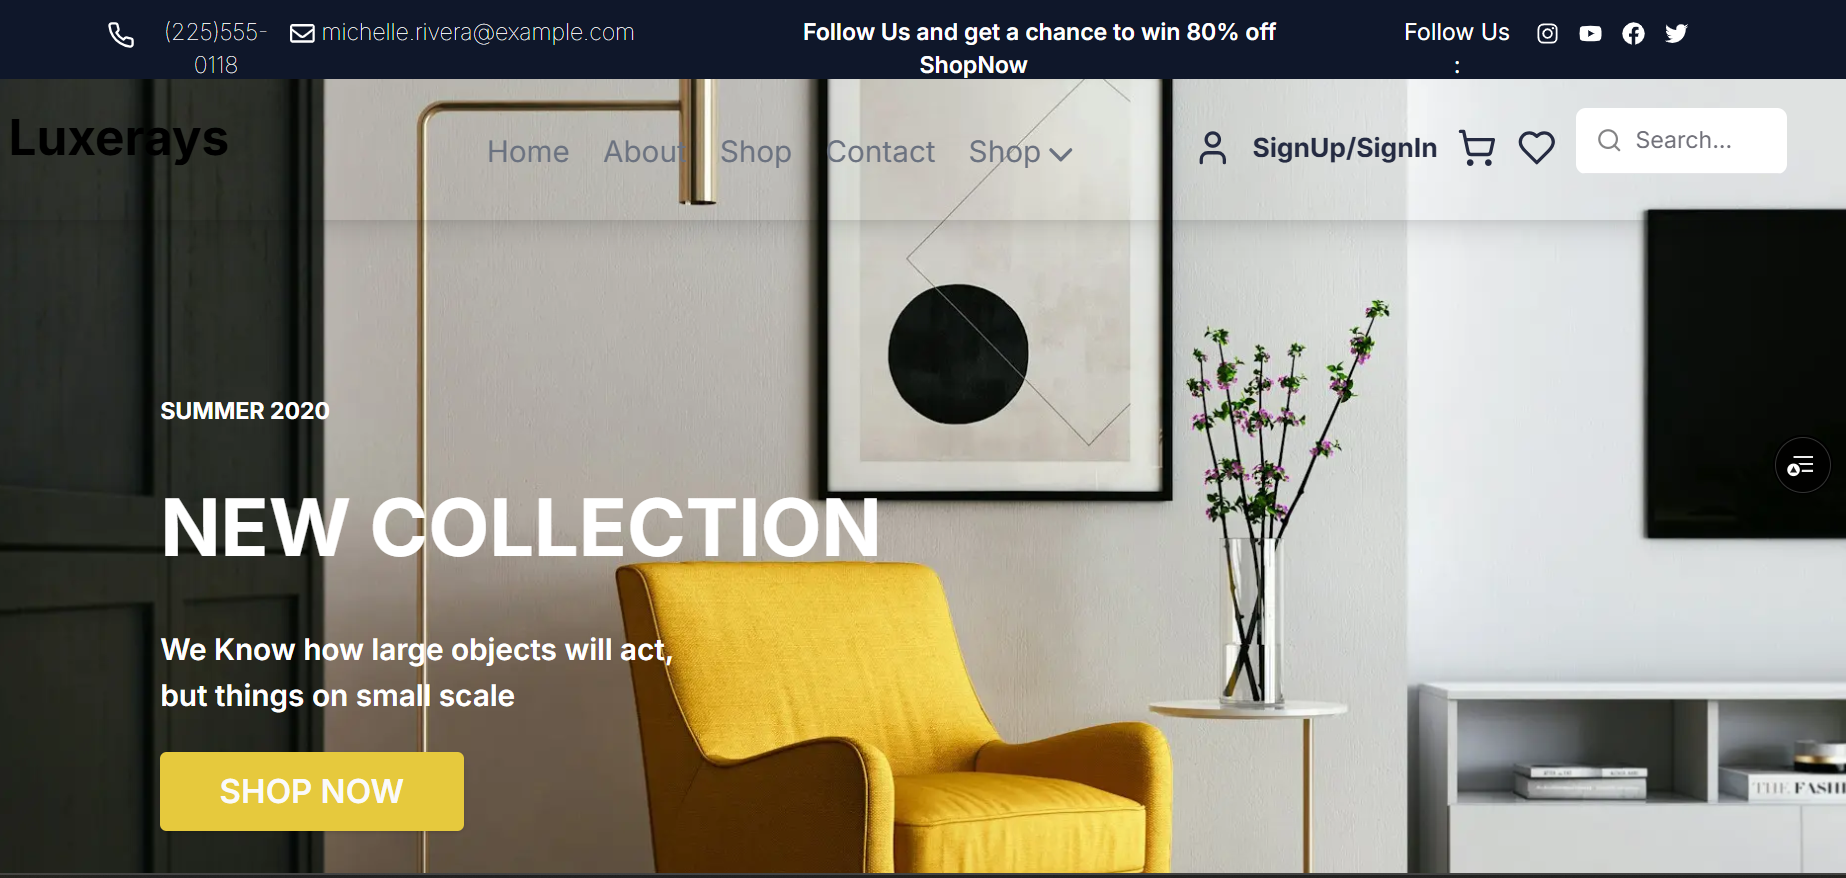 (225)555-
0118
michelle.rivera@example.com
Follow Us and get a chance to win 80% off
ShopNow
Follow Us
:
Luxerays
Home About Shop Contact Shop
SignUp/SignIn
Search...
SUMMER 2020
NEW COLLECTION
We Know how large objects will act,
but things on small scale
SHOP NOW
THE FASHI